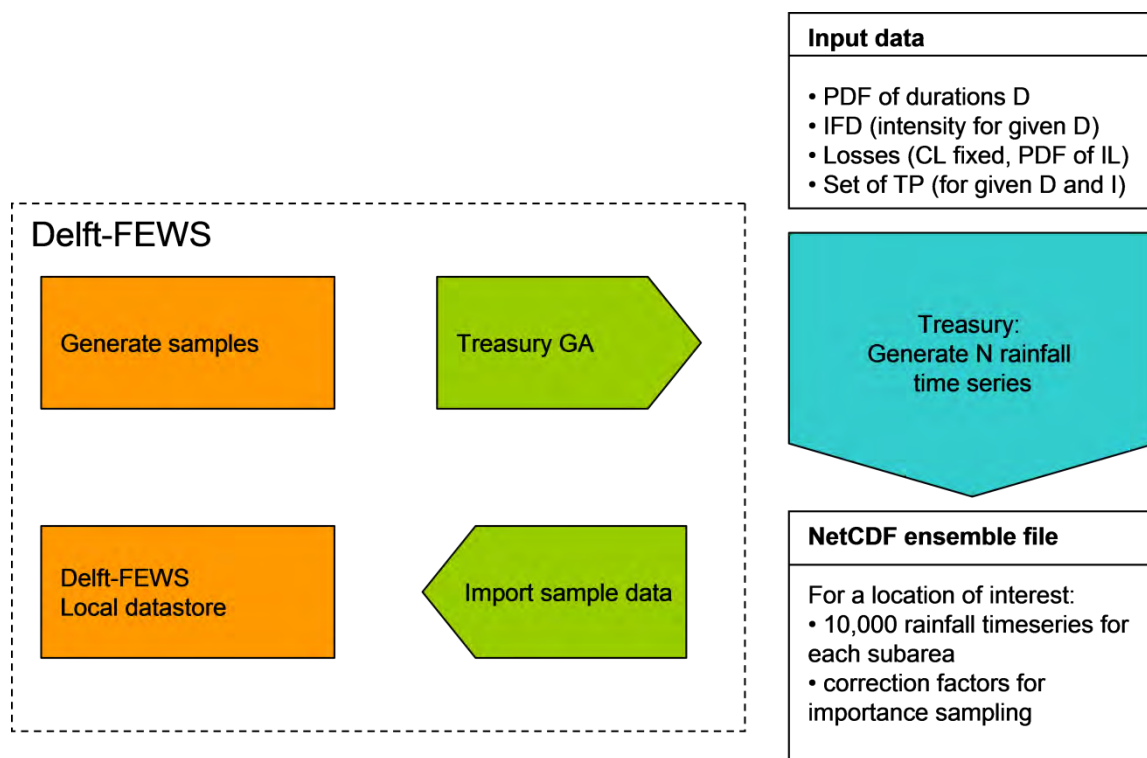 Delft-FEWS
Generate samples
Treasury GA
Delft-FEWS
Local datastore
Import sample data
Input data
• PDF of durations D
• IFD (intensity for given D)
• Losses (CL fixed, PDF of IL)
• Set of TP (for given D and I)
Treasury:
Generate N rainfall
time series
NetCDF ensemble file
For a location of interest:
• 10,000 rainfall timeseries for
each subarea
• correction factors for
importance sampling